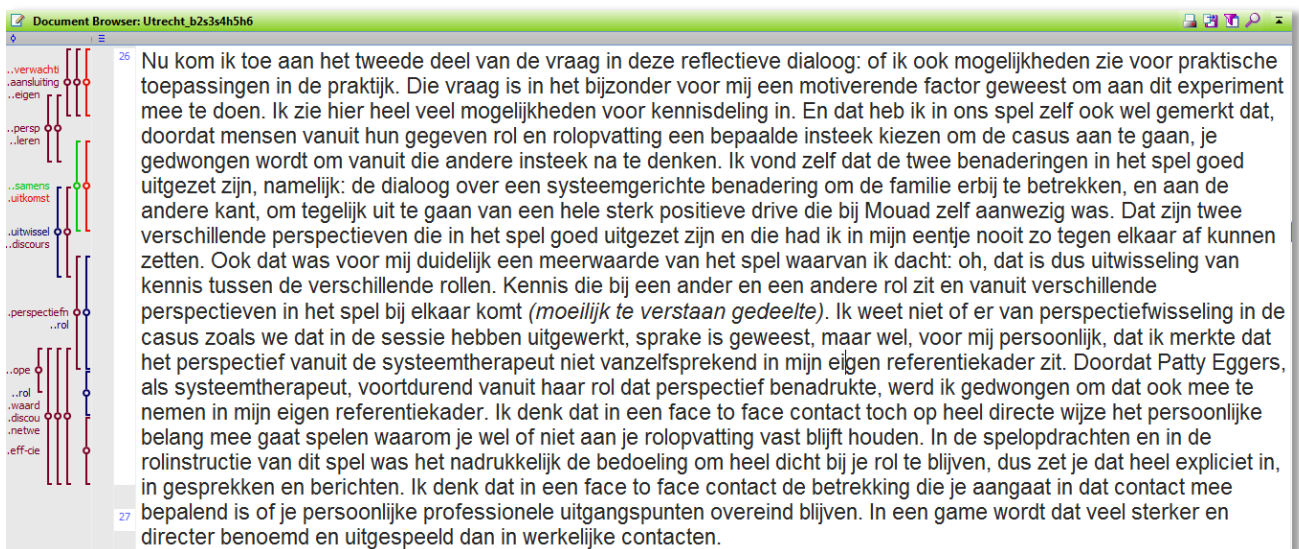 Document Browser: Utrecht_b2s3s4h5h6
26
Nu kom ik toe aan het tweede deel van de vraag in deze reflectieve dialoog: of ik ook mogelijkheden zie voor praktische
toepassingen in de praktijk. Die vraag is in het bijzonder voor mij een motiverende factor geweest om aan dit experiment
mee te doen. Ik zie hier heel veel mogelijkheden voor kennisdeling in. En dat heb ik in ons spel zelf ook wel gemerkt dat,
doordat mensen vanuit hun gegeven rol en rolopvatting een bepaalde insteek kiezen om de casus aan te gaan, je
gedwongen wordt om vanuit die andere insteek na te denken. Ik vond zelf dat de twee benaderingen in het spel goed
uitgezet zijn, namelijk: de dialoog over een systeemgerichte benadering om de familie erbij te betrekken, en aan de
andere kant, om tegelijk uit te gaan van een hele sterk positieve drive die bij Mouad zelf aanwezig was. Dat zijn twee
verschillende perspectieven die in het spel goed uitgezet zijn en die had ik in mijn eentje nooit zo tegen elkaar af kunnen
zetten. Ook dat was voor mij duidelijk een meerwaarde van het spel waarvan ik dacht: oh, dat is dus uitwisseling van
kennis tussen de verschillende rollen. Kennis die bij een ander en een andere rol zit en vanuit verschillende
perspectieven in het spel bij elkaar komt (moeilijk te verstaan gedeelte). Ik weet niet of er van perspectiefwisseling in de
casus zoals we dat in de sessie hebben uitgewerkt, sprake is geweest, maar wel, voor mij persoonlijk, dat ik merkte dat
het perspectief vanuit de systeemtherapeut niet vanzelfsprekend in mijn eigen referentiekader zit. Doordat Patty Eggers,
als systeemtherapeut, voortdurend vanuit haar rol dat perspectief benadrukte, werd ik gedwongen om dat ook mee te
nemen in mijn eigen referentiekader. Ik denk dat in een face to face contact toch op heel directe wijze het persoonlijke
belang mee gaat spelen waarom je wel of niet aan je rolopvatting vast blijft houden. In de spelopdrachten en in de
rolinstructie van dit spel was het nadrukkelijk de bedoeling om heel dicht bij je rol te blijven, dus zet je dat heel expliciet in,
in gesprekken en berichten. Ik denk dat in een face to face contact de betrekking die je aangaat in dat contact mee
27
bepalend is of je persoonlijke professionele uitgangspunten overeind blijven. In een game wordt dat veel sterker en
directer benoemd en uitgespeeld dan in werkelijke contacten.
..verwachti
..aansluiting
..eigen
..persp
..leren
..samens
..uitkomst
..uitwissel
..discours
.perspectiefn
..rol
..ope
..rol
..waard
.discou
.netwe
.eff-cie